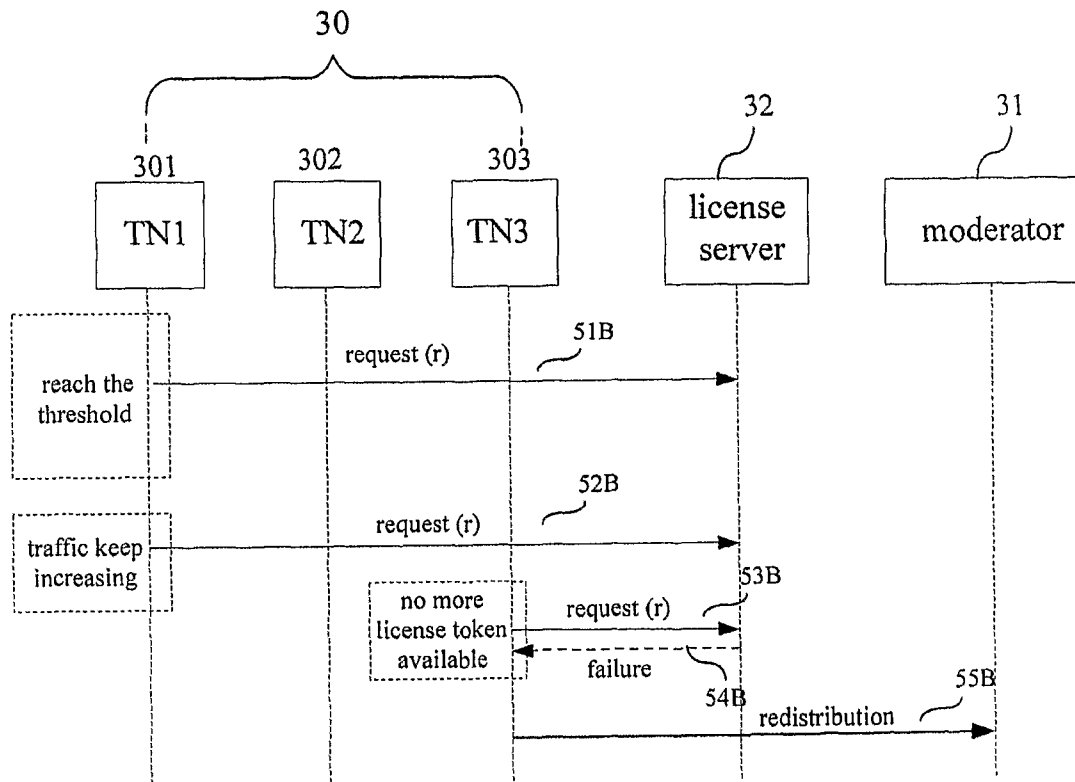 30
32
31
301
302
303
TN1
TN2
TN3
license
server
moderator
51B
request (r)
reach the
threshold
52B
request (r)
traffic keep
increasing
53B
no more
license token
available
request (r)
failure
54B
55B
redistribution